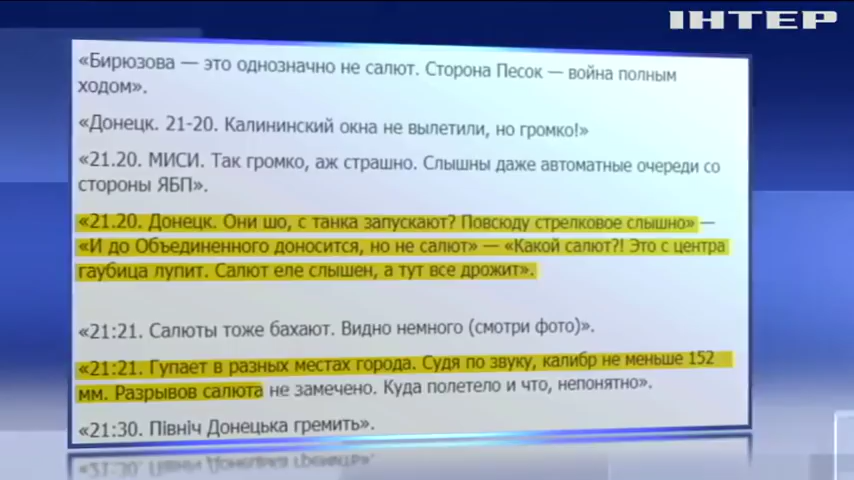 ІНТЕР
«Бирюзова — это однозначно не салют. Сторона Песок — война полным
ходом».
«Донецк. 21-20. Калининский окна не вылетили, но громко!»
«21.20. МИСИ. Так громко, аж страшно. Слышны даже автоматные очереди со
стороны ЯБП».
«21.20. Донецк. Они шо, с танка запускают? Повсюду стрелковое слышно» —
«И до Объединенного доносится, но не салют» — «Какой салют?! Это с центра
гаубица лупит. Салют еле слышен, а тут все дрожит».
«21:21. Салюты тоже бахают. Видно немного (смотри фото)».
«21:21. Гупает в разных местах города. Судя по звуку, калибр не меньше 152
мм. Разрывов салюта не замечено. Куда полетело и что, непонятно».
«21:30. Північ Донецька гремить».